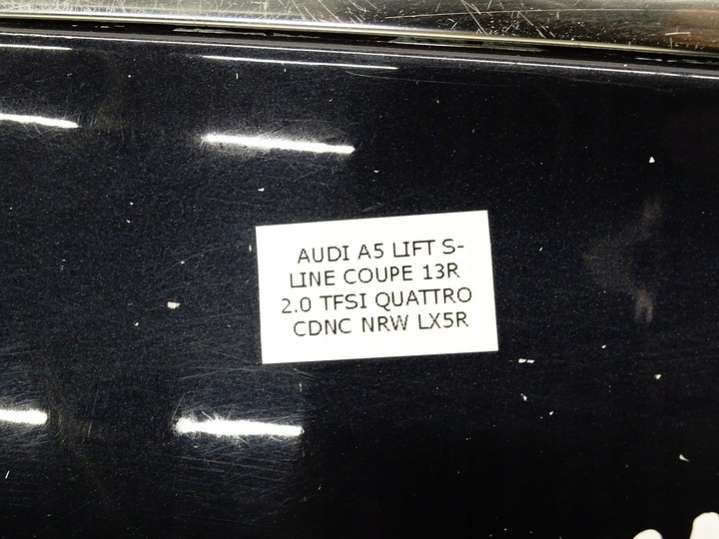 AUDI A5 LIFT S-
LINE COUPE 13R
2.0 TFSI QUATTRO
CDNC NRW LX5R